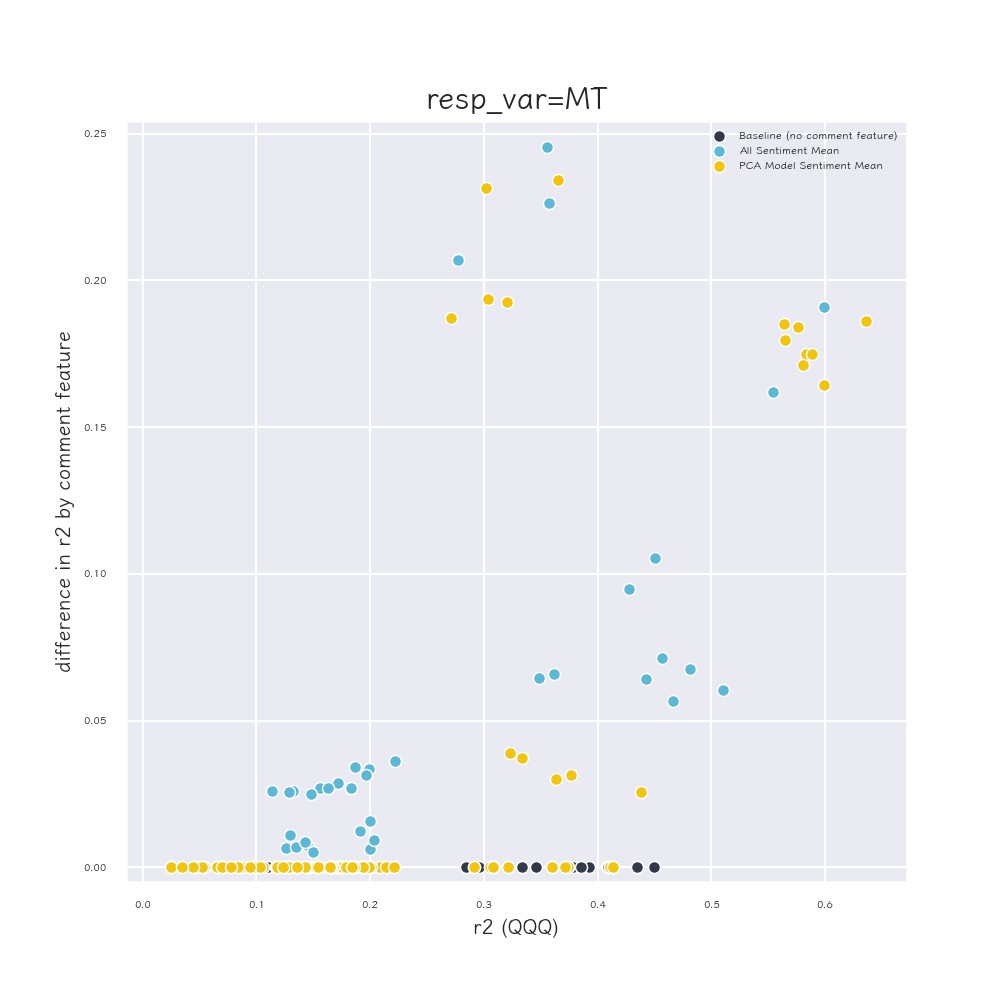 resp_var=MT
Baseline (no comment feature)
All Sentiment Mean
PCA Model Sentiment Mean
difference in r2 by comment feature
0.25
0.20
0.15
0.10
0.05
0.00
0.0 0.1 0.2 0.3 0.4 0.5 0.6
r2 (QQQ)